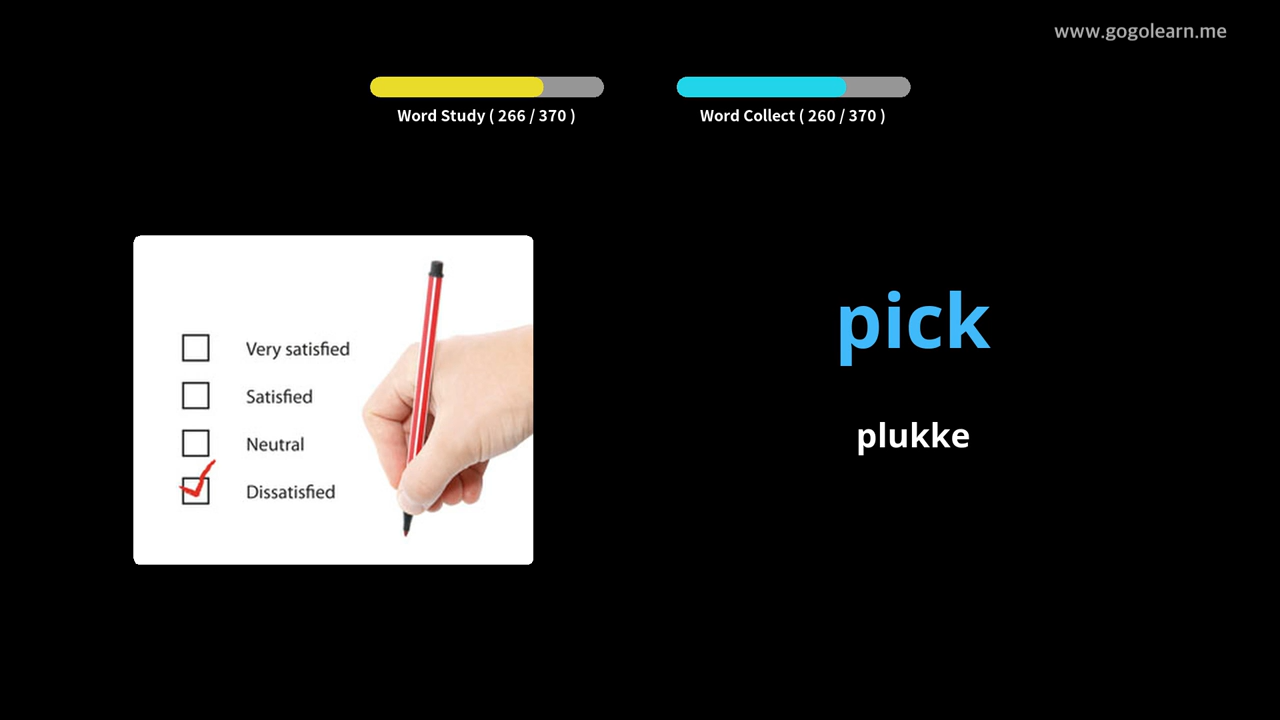 www.gogolearn.me
Word Study ( 266 / 370 )
Word Collect ( 260 / 370 )
Very satisfied
Satisfied
Neutral
Dissatisfied
pick
plukke